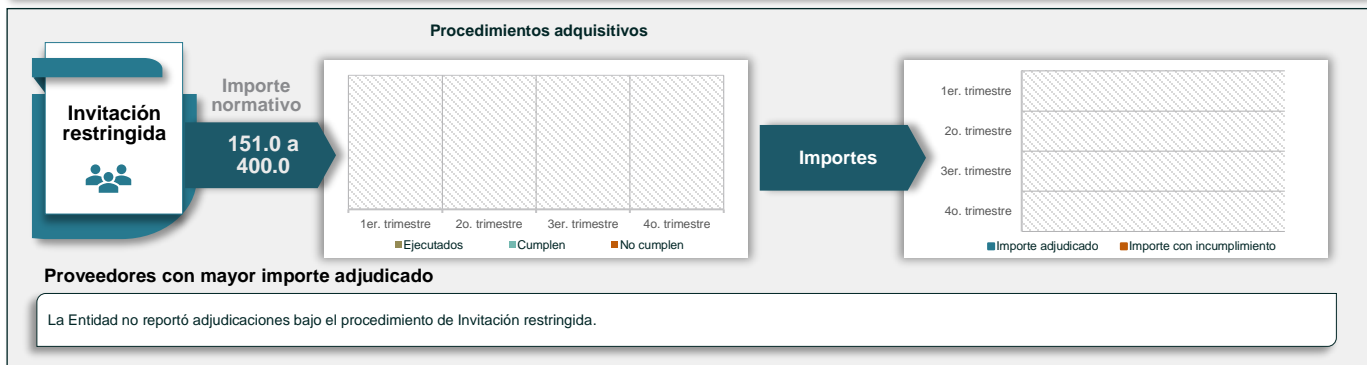 Procedimientos adquisitivos
Invitación
restringida
Importe
normativo
151.0 a
400.0
1er. trimestre
2o. trimestre
3er. trimestre
4o. trimestre
Ejecutados
Cumplen
No cumplen
Importes
1er. trimestre
2o. trimestre
3er. trimestre
4o. trimestre
Importe adjudicado
Importe con incumplimiento
Proveedores con mayor importe adjudicado
La Entidad no reportó adjudicaciones bajo el procedimiento de Invitación restringida.